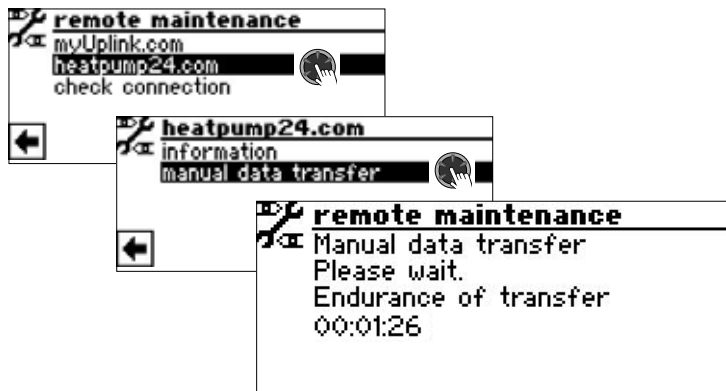 remote maintenance
myUplink.com
heatpump24.com
check connection
heatpump24.com
information
manual data transfer
remote maintenance
Manual data transfer
Please wait.
Endurance of transfer
00:01:26